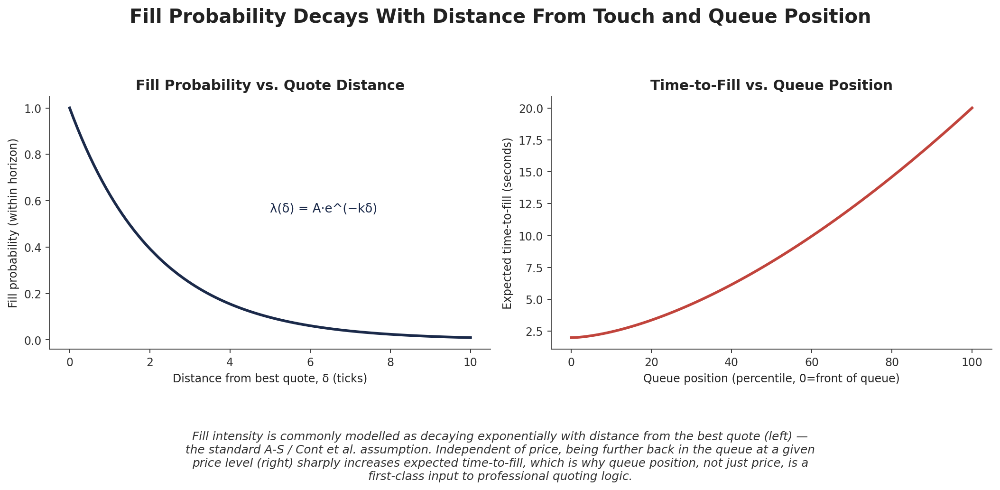 Fill Probability Decays With Distance From Touch and Queue Position
Fill Probability vs. Quote Distance
Fill probability (within horizon)
1.0
0.8
0.6
0.4
0.2
0.0
λ(δ) = A·e^(−kδ)
0 2 4 6 8 10
Distance from best quote, δ (ticks)
Time-to-Fill vs. Queue Position
Expected time-to-fill (seconds)
20.0
17.5
15.0
12.5
10.0
7.5
5.0
2.5
0 20 40 60 80 100
Queue position (percentile, 0=front of queue)
Fill intensity is commonly modelled as decaying exponentially with distance from the best quote (left) —
the standard A-S / Cont et al. assumption. Independent of price, being further back in the queue at a given
price level (right) sharply increases expected time-to-fill, which is why queue position, not just price, is a
first-class input to professional quoting logic.